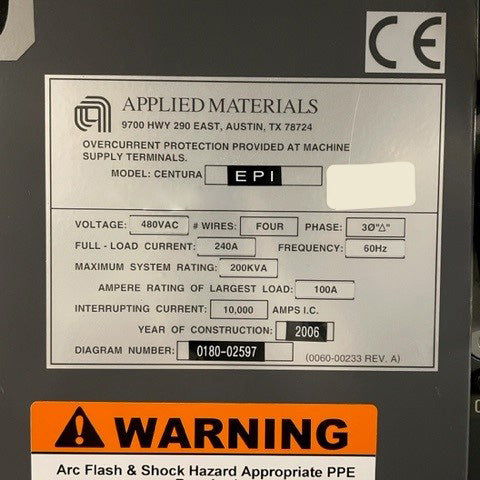 CE
APPLIED MATERIALS
9700 HWY 290 EAST, AUSTIN, TX 78724
OVERCURRENT PROTECTION PROVIDED AT MACHINE
SUPPLY TERMINALS.
MODEL: CENTURA EPI
VOLTAGE: 480VAC # WIRES: FOUR PHASE: 3Ø"Δ"
FULL - LOAD CURRENT: 240A FREQUENCY: 60Hz
MAXIMUM SYSTEM RATING: 200KVA
AMPERE RATING OF LARGEST LOAD: 100A
INTERRUPTING CURRENT: 10,000 AMPS I.C.
YEAR OF CONSTRUCTION: 2006
DIAGRAM NUMBER: 0180-02597 (0060-00233 REV. A)
WARNING
Arc Flash & Shock Hazard Appropriate PPE